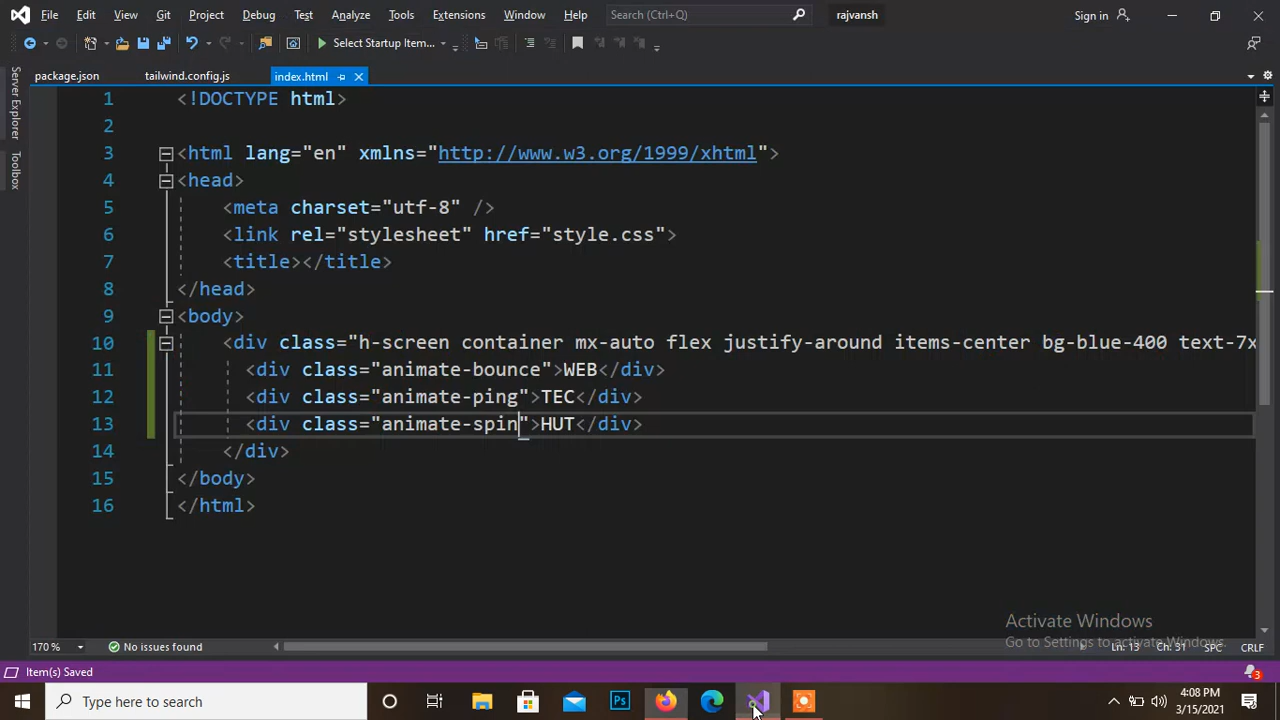 File Edit View Git Project Debug Test Analyze Tools Extensions Window Help Search (Ctrl+Q) rajvansh Sign in
Select Startup Item...
package.json tailwind.config.js index.html
Server Explorer
Toolbox
1 <!DOCTYPE html>
2
3 <html lang="en" xmlns="http://www.w3.org/1999/xhtml">
4 <head>
5 <meta charset="utf-8" />
6 <link rel="stylesheet" href="style.css">
7 <title></title>
8 </head>
9 <body>
10 <div class="h-screen container mx-auto flex justify-around items-center bg-blue-400 text-7x
11 <div class="animate-bounce">WEB</div>
12 <div class="animate-ping">TEC</div>
13 <div class="animate-spin">HUT</div>
14 </div>
15 </body>
16 </html>
Activate Windows
Go to Settings to activate Windows.
170 % No issues found Ln: 13 Ch: 31 SPC CRLF
Item(s) Saved 3
Type here to search Ps 4:08 PM
3/15/2021